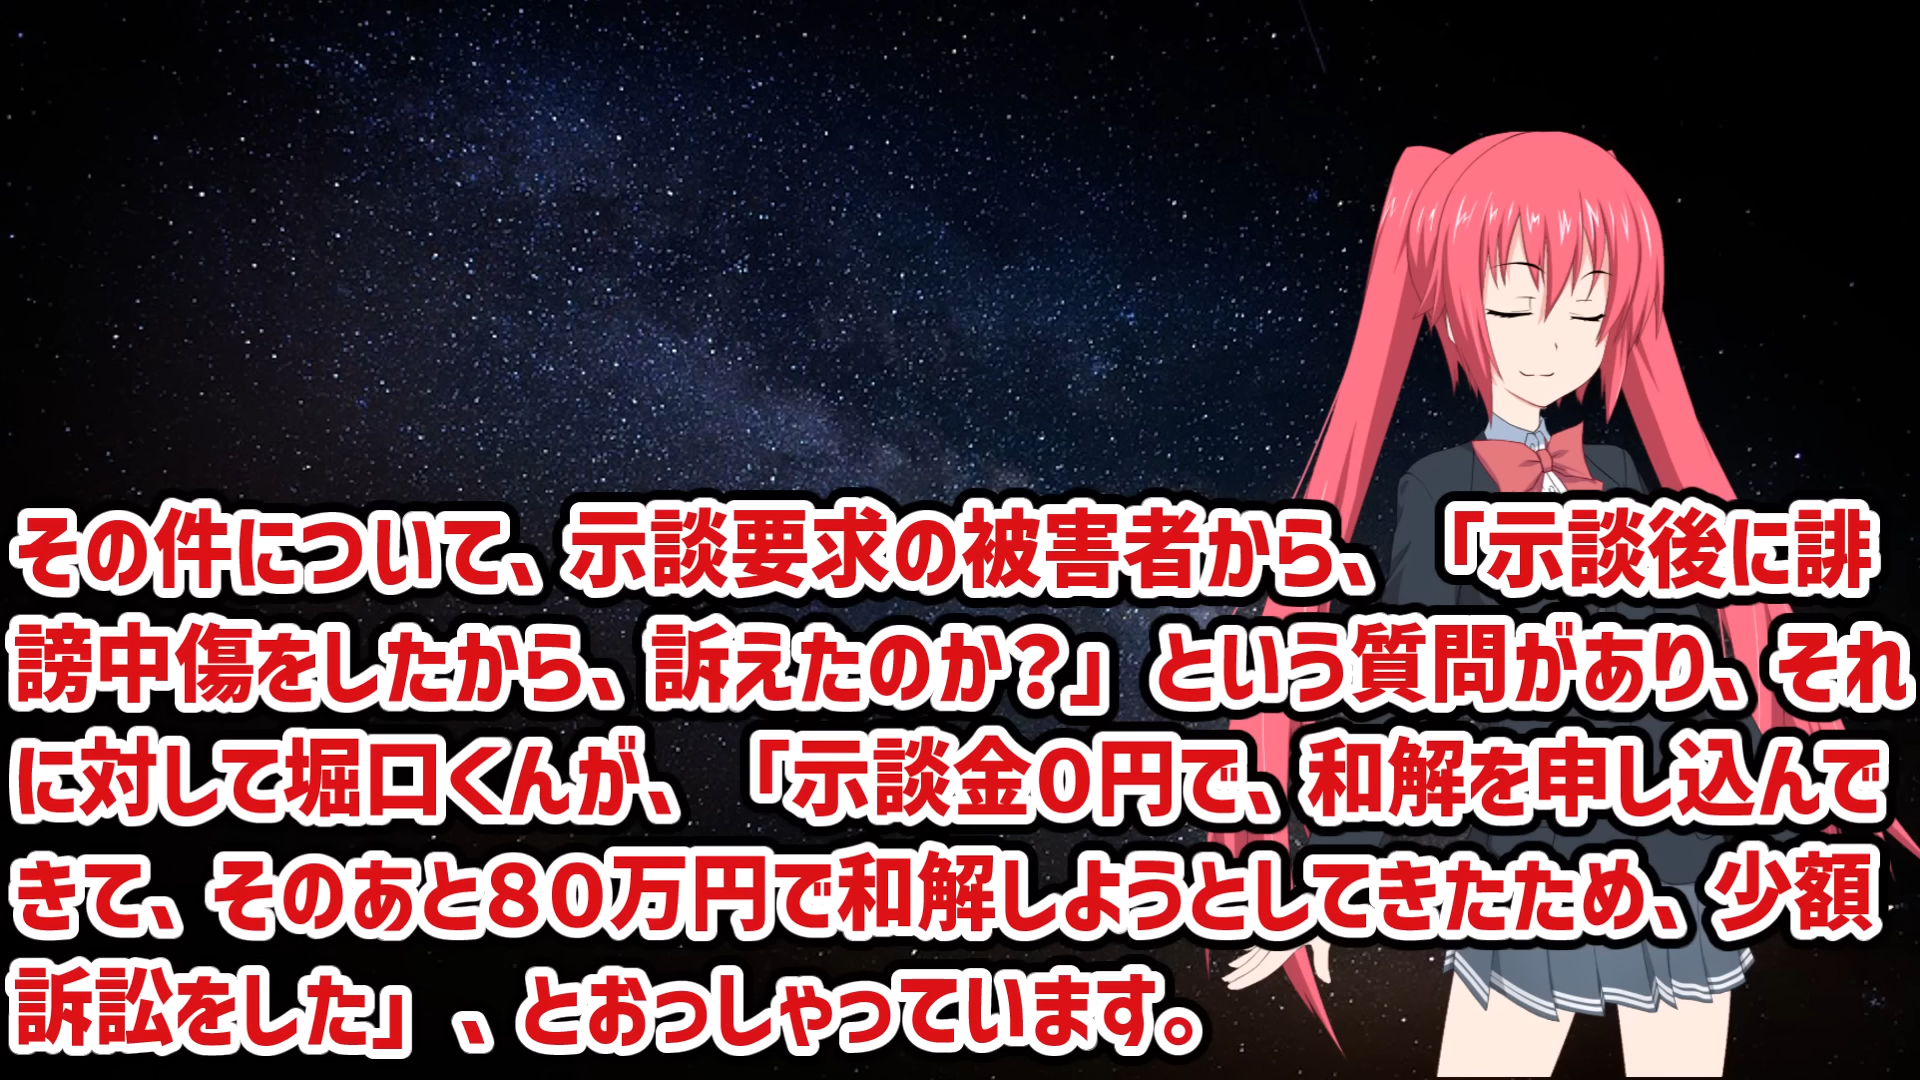 その件について、示談要求の被害者から、「示談後に誹
謗中傷をしたから、訴えたのか？」という質問があり、それ
に対して堀口くんが、「示談金０円で、和解を申し込んで
きて、そのあと８０万円で和解しようとしてきたため、少額
訴訟をした」、とおっしゃっています。